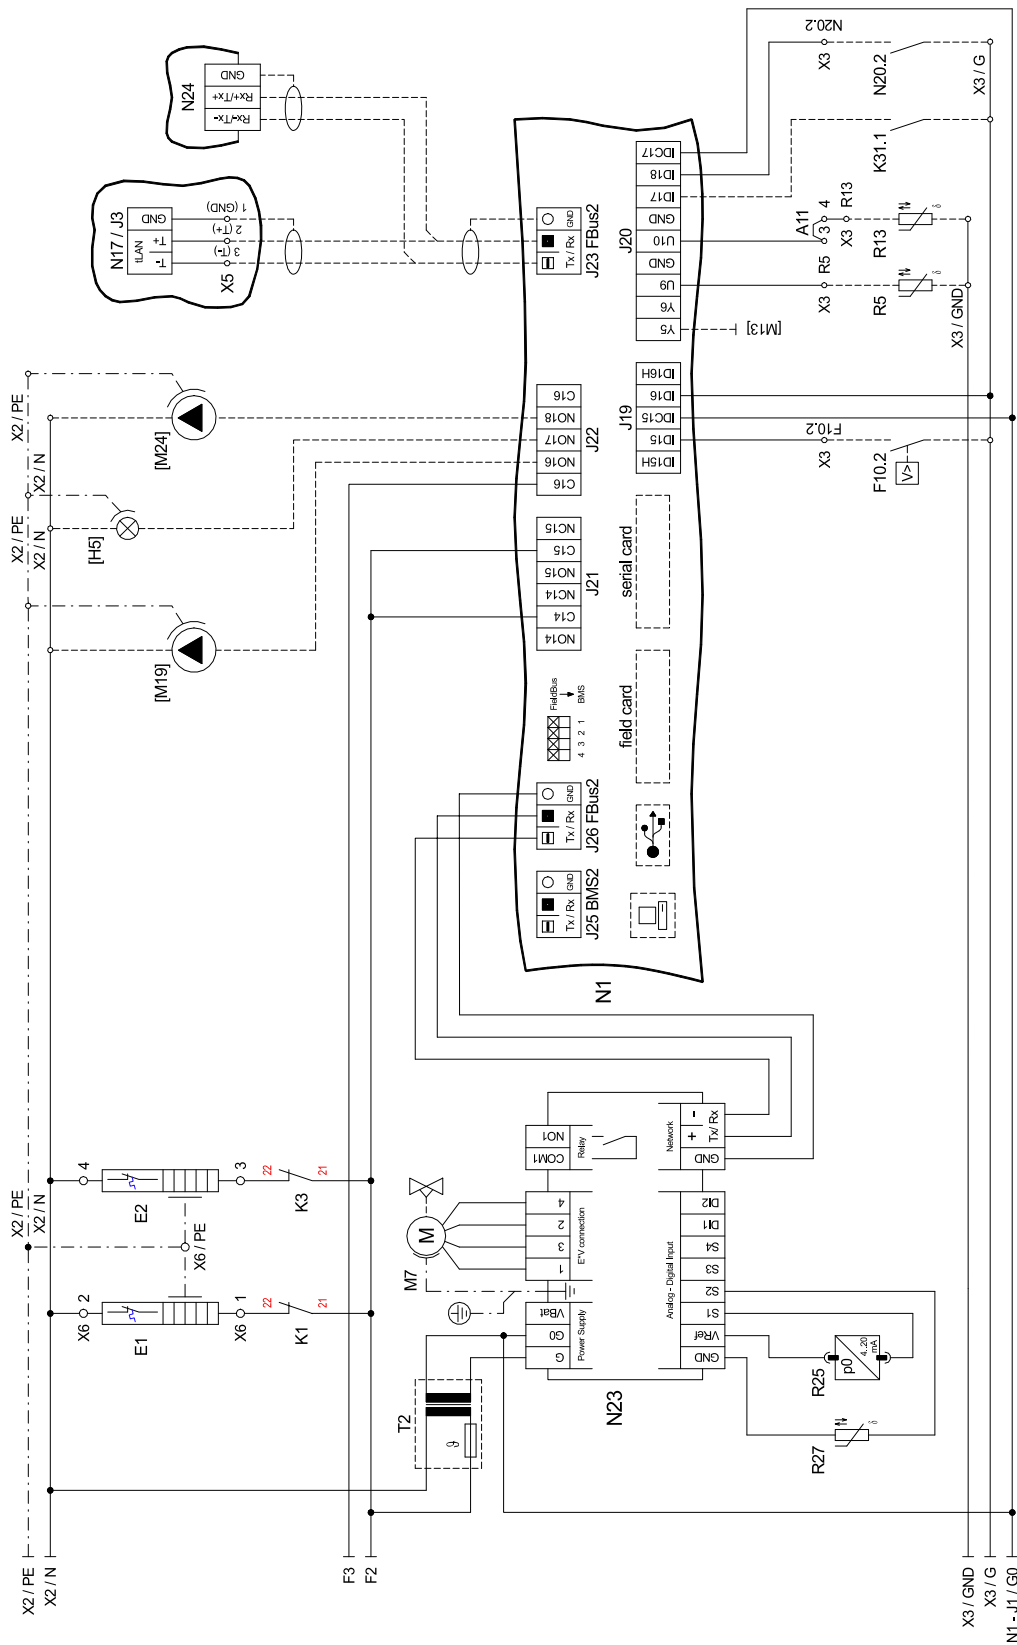 X2 / PE
X2 / N
F3
F2
X3 / GND
X3 / G
N1 - J1 / G0
X2 / PE
X2 / N
X6
2
E1
X6
1
22
21
K1
X6 / PE
4
E2
3
22
21
K3
T2
ϑ
N23
G
G0
VBat
Power Supply
1
3
2
4
E*V connection
COM1
NO1
Relay
GND
VRef
S1
S2
S3
S4
DI1
DI2
Analog - Digital Input
GND
+
-
Tx/ Rx
Network
M7
M
R27
R25
p0
4..20
mA
N1
J25 BMS2
Tx / Rx
GND
J26 FBus2
Tx / Rx
GND
4 3 2 1
FieldBus
BMS
field card
serial card
J21
NO14
C14
NC14
NO15
C15
NC15
J22
C16
NO16
NO17
NO18
C16
J23 FBus2
Tx / Rx
GND
J19
ID15H
ID15
IDC15
ID16
ID16H
J20
Y5
Y6
U9
GND
U10
GND
ID17
ID18
IDC17
[M19]
[H5]
[M24]
X2 / PE
X2 / N
X2 / PE
X2 / N
N17 / J3
tLAN
T-
T+
GND
X5
3 (T-)
2 (T+)
1 (GND)
N24
Rx-/Tx-
Rx+/Tx+
GND
[M13]
X3
F10.2
F10.2
V>
X3
R5
R5
A11
3
4
X3
R13
R13
K31.1
X3
N20.2
N20.2
X3 / GND
X3 / G